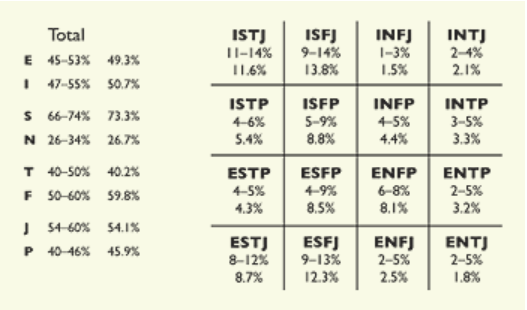 Total
E 45–53% 49.3%
I 47–55% 50.7%
S 66–74% 73.3%
N 26–34% 26.7%
T 40–50% 40.2%
F 50–60% 59.8%
J 54–60% 54.1%
P 40–46% 45.9%
ISTJ ISFJ INFJ INTJ
11–14% 9–14% 1–3% 2–4%
11.6% 13.8% 1.5% 2.1%
ISTP ISFP INFP INTP
4–6% 5–9% 4–5% 3–5%
5.4% 8.8% 4.4% 3.3%
ESTP ESFP ENFP ENTP
4–5% 4–9% 6–8% 2–5%
4.3% 8.5% 8.1% 3.2%
ESTJ ESFJ ENFJ ENTJ
8–12% 9–13% 2–5% 2–5%
8.7% 12.3% 2.5% 1.8%